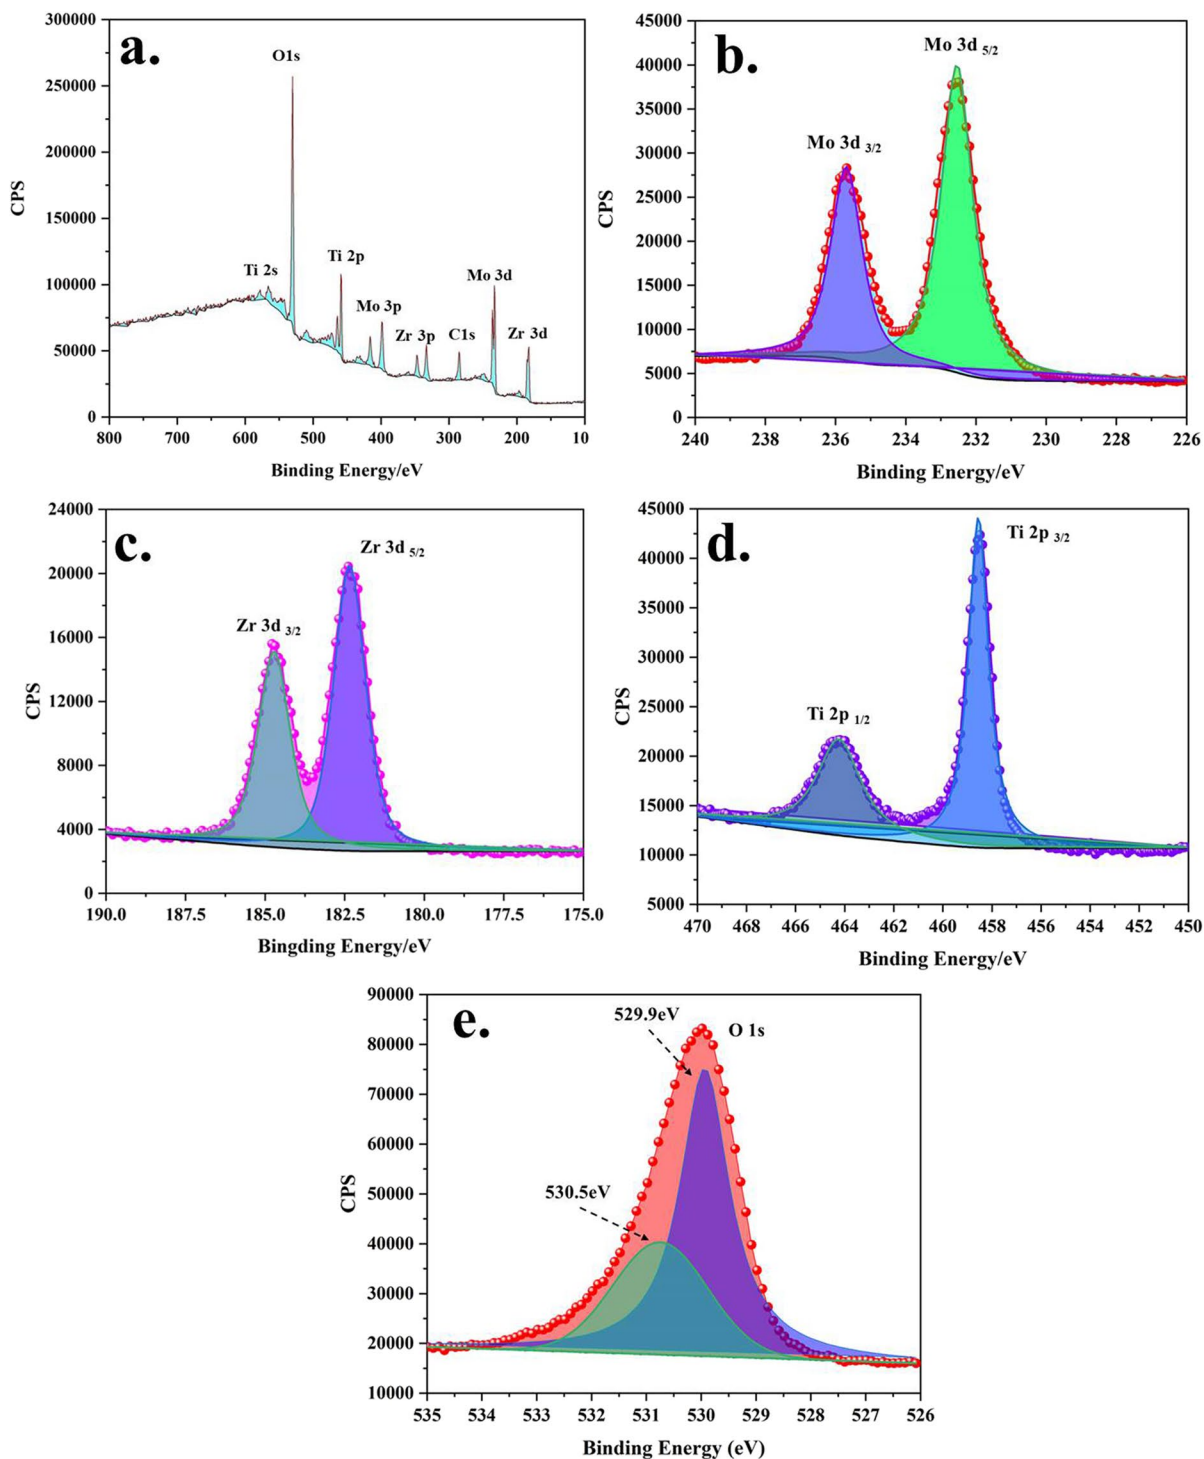 a.
300000
250000
200000
150000
100000
50000
0
CPS
O1s
Ti 2s
Ti 2p
Mo 3p
Zr 3p
C1s
Mo 3d
Zr 3d
800 700 600 500 400 300 200 10
Binding Energy/eV
b.
45000
40000
35000
30000
25000
20000
15000
10000
5000
0
CPS
Mo 3d 5/2
Mo 3d 3/2
240 238 236 234 232 230 228 226
Binding Energy/eV
c.
24000
20000
16000
12000
8000
4000
0
CPS
Zr 3d 5/2
Zr 3d 3/2
190.0 187.5 185.0 182.5 180.0 177.5 175.0
Bingding Energy/eV
d.
45000
40000
35000
30000
25000
20000
15000
10000
5000
CPS
Ti 2p 3/2
Ti 2p 1/2
470 468 466 464 462 460 458 456 454 452 450
Binding Energy/eV
e.
90000
80000
70000
60000
50000
40000
30000
20000
10000
CPS
529.9eV
O 1s
530.5eV
535 534 533 532 531 530 529 528 527 526
Binding Energy (eV)